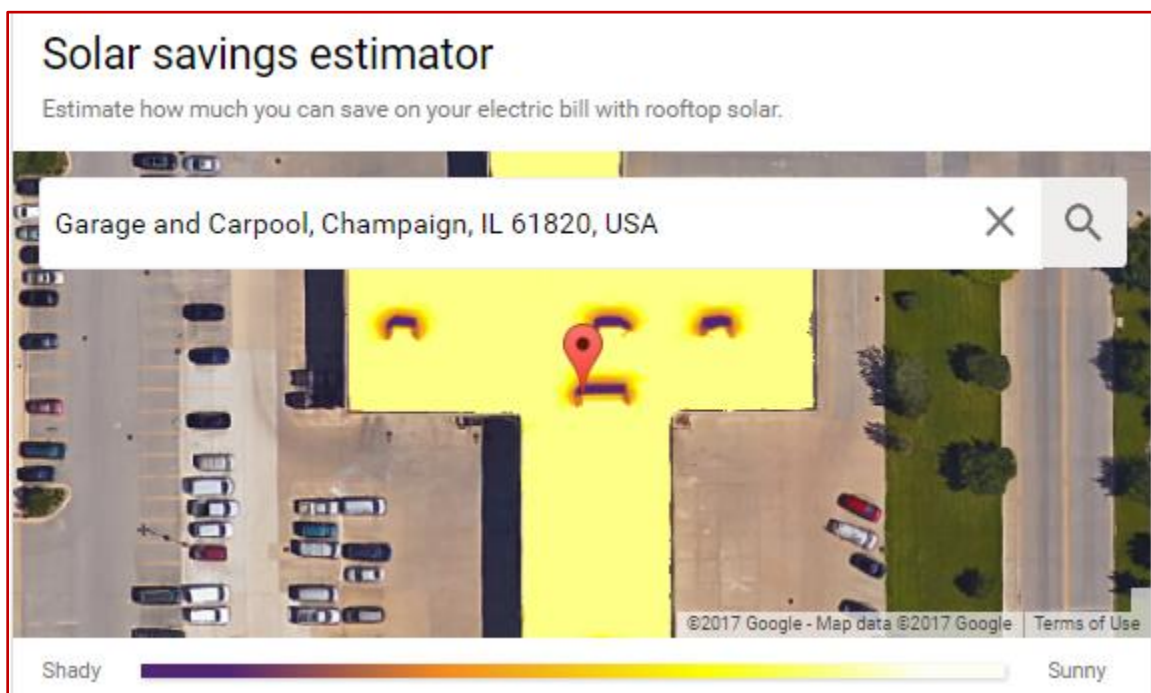 Solar savings estimator
Estimate how much you can save on your electric bill with rooftop solar.
Garage and Carpool, Champaign, IL 61820, USA
©2017 Google - Map data ©2017 Google Terms of Use
Shady Sunny